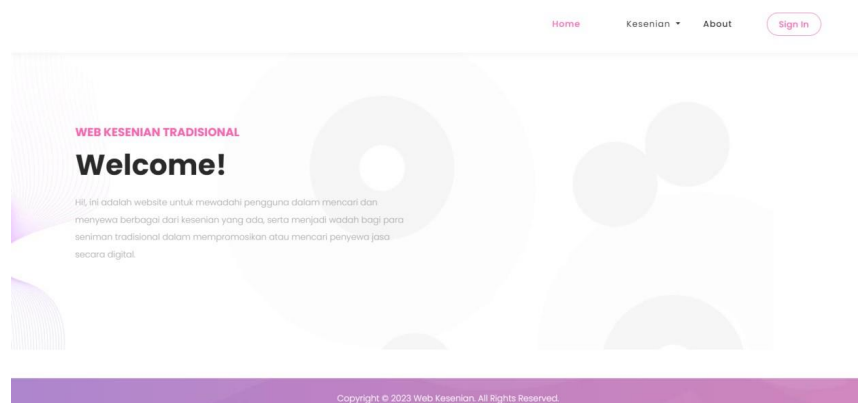 Home Kesenian About Sign In
WEB KESENIAN TRADISIONAL
Welcome!
Hi!, ini adalah website untuk mewadahi pengguna dalam mencari dan
menyewa berbagai dari kesenian yang ada, serta menjadi wadah bagi para
seniman tradisional dalam mempromosikan atau mencari penyewa jasa
secara digital.
Copyright © 2023 Web Kesenian. All Rights Reserved.